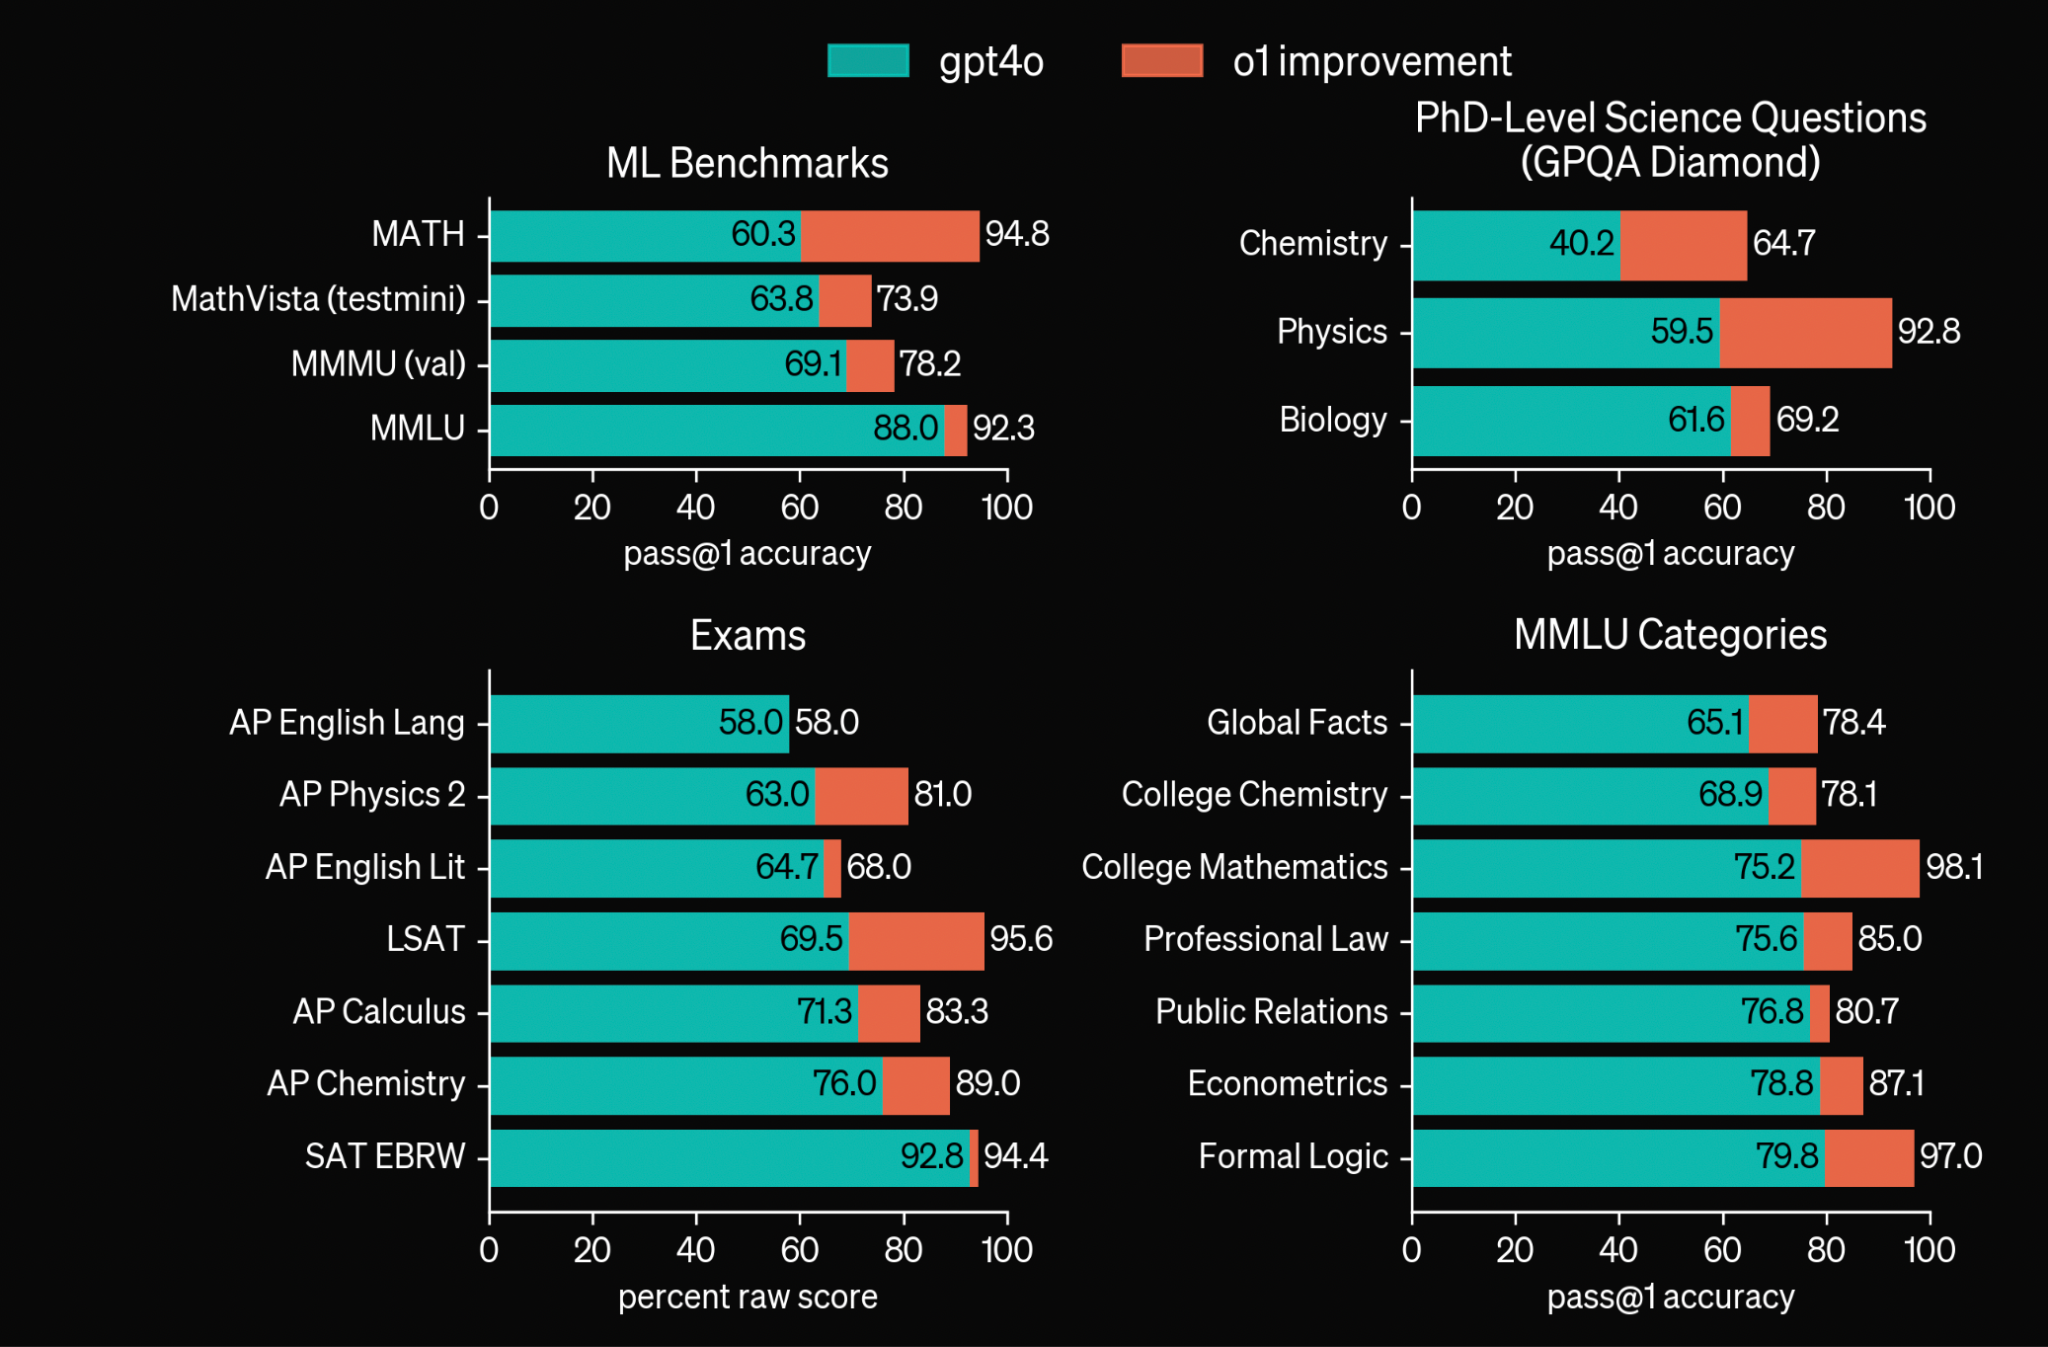 gpt4o
o1 improvement
ML Benchmarks
MATH
60.3
94.8
MathVista (testmini)
63.8
73.9
MMMU (val)
69.1
78.2
MMLU
88.0
92.3
0 20 40 60 80 100
pass@1 accuracy
PhD-Level Science Questions
(GPQA Diamond)
Chemistry
40.2
64.7
Physics
59.5
92.8
Biology
61.6
69.2
0 20 40 60 80 100
pass@1 accuracy
Exams
AP English Lang
58.0
58.0
AP Physics 2
63.0
81.0
AP English Lit
64.7
68.0
LSAT
69.5
95.6
AP Calculus
71.3
83.3
AP Chemistry
76.0
89.0
SAT EBRW
92.8
94.4
0 20 40 60 80 100
percent raw score
MMLU Categories
Global Facts
65.1
78.4
College Chemistry
68.9
78.1
College Mathematics
75.2
98.1
Professional Law
75.6
85.0
Public Relations
76.8
80.7
Econometrics
78.8
87.1
Formal Logic
79.8
97.0
0 20 40 60 80 100
pass@1 accuracy